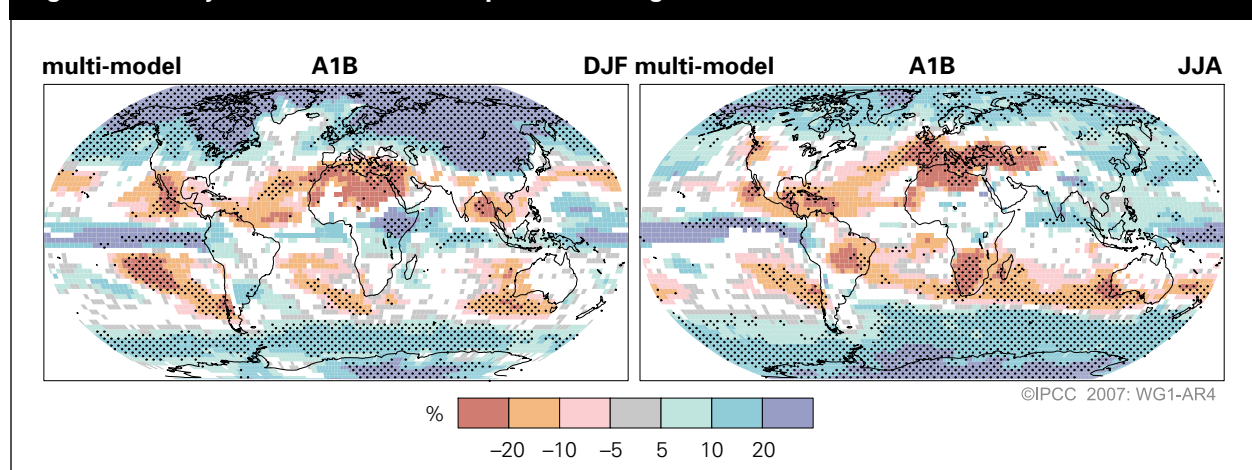 multi-model A1B DJF multi-model A1B JJA
©IPCC 2007: WG1-AR4
%
–20 –10 –5 5 10 20